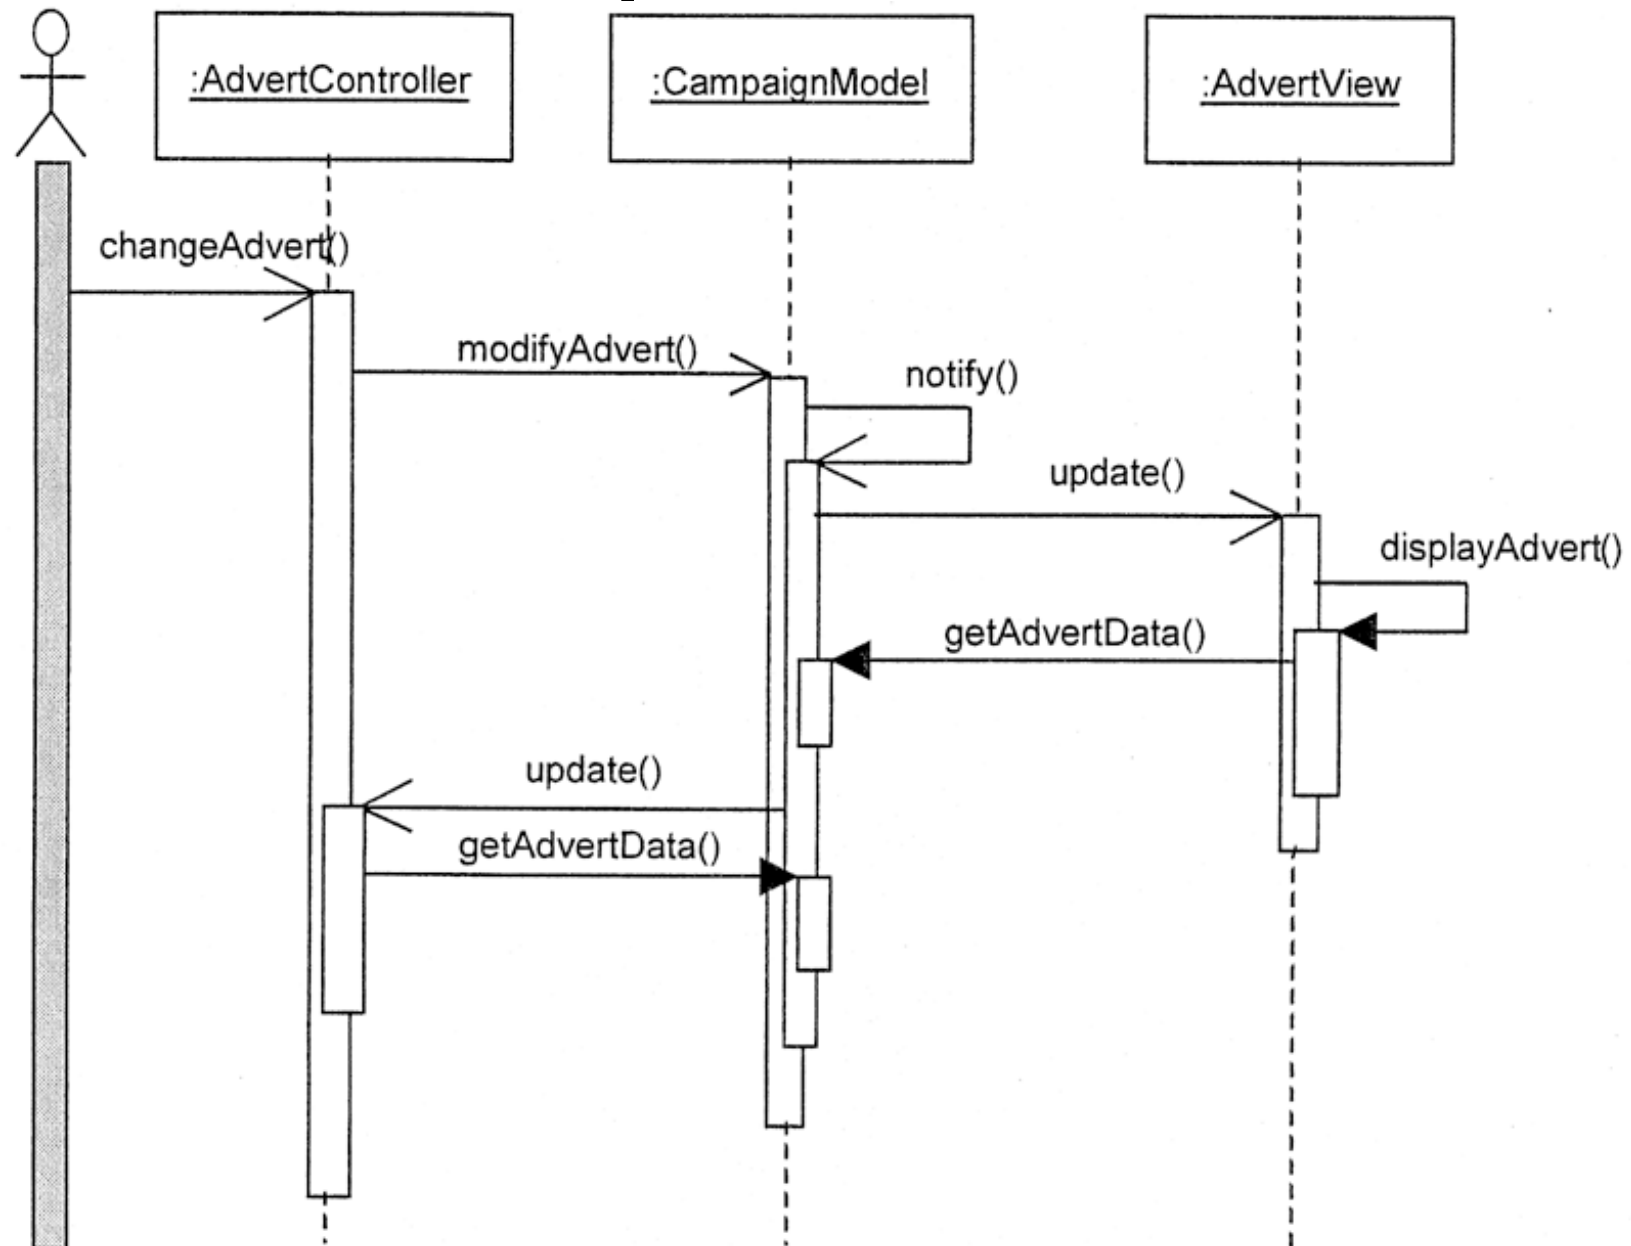 :AdvertController
:CampaignModel
:AdvertView
changeAdvert()
modifyAdvert()
notify()
update()
displayAdvert()
getAdvertData()
update()
getAdvertData()